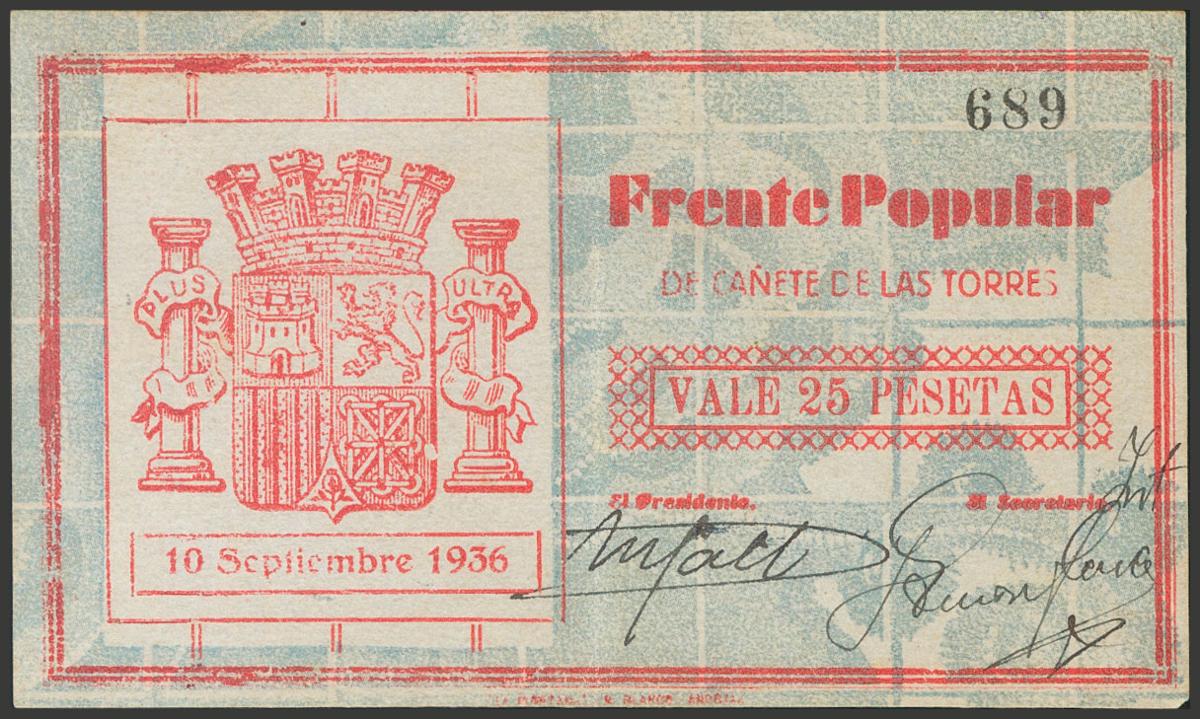 689
Frente Popular
DE CAÑETE DE LAS TORRES
VALE 25 PESETAS
El Presidente,
El Secretario,
PLUS
ULTRA
10 Septiembre 1936